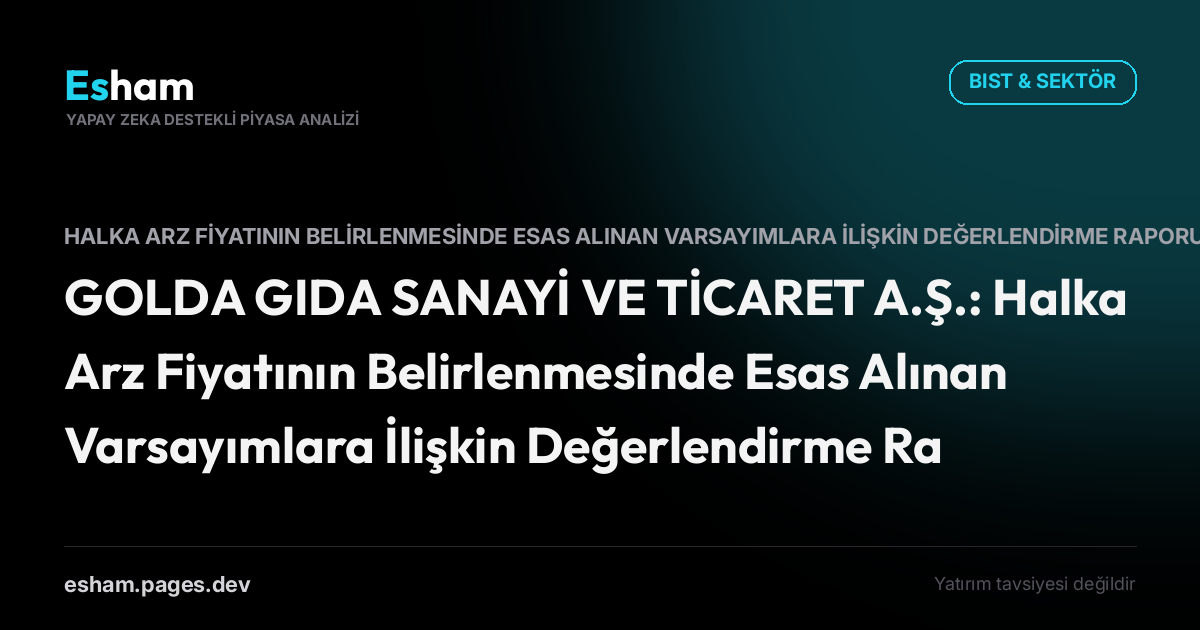 Esham
BIST & SEKTÖR
YAPAY ZEKA DESTEKLİ PİYASA ANALİZİ
HALKA ARZ FİYATININ BELİRLENMESİNDE ESAS ALINAN VARSAYIMLARA İLİŞKİN DEĞERLENDİRME RAPORU
GOLDA GIDA SANAYİ VE TİCARET A.Ş.: Halka
Arz Fiyatının Belirlenmesinde Esas Alınan
Varsayımlara İlişkin Değerlendirme Ra
esham.pages.dev
Yatırım tavsiyesi değildir